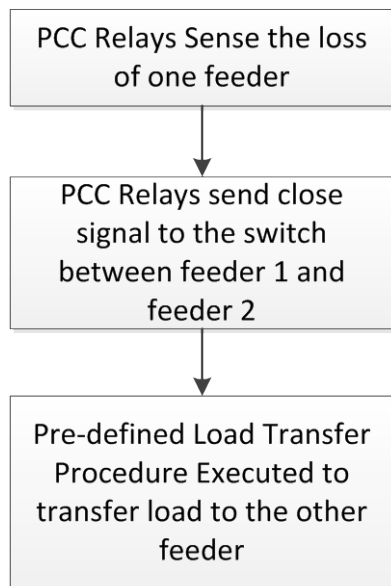 PCC Relays Sense the loss
of one feeder
PCC Relays send close
signal to the switch
between feeder 1 and
feeder 2
Pre-defined Load Transfer
Procedure Executed to
transfer load to the other
feeder